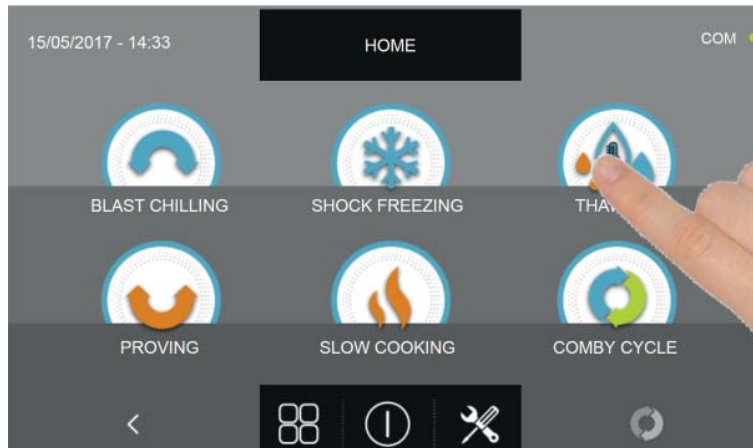 15/05/2017 - 14:33
HOME
COM
BLAST CHILLING
SHOCK FREEZING
PROVING
SLOW COOKING
COMBY CYCLE